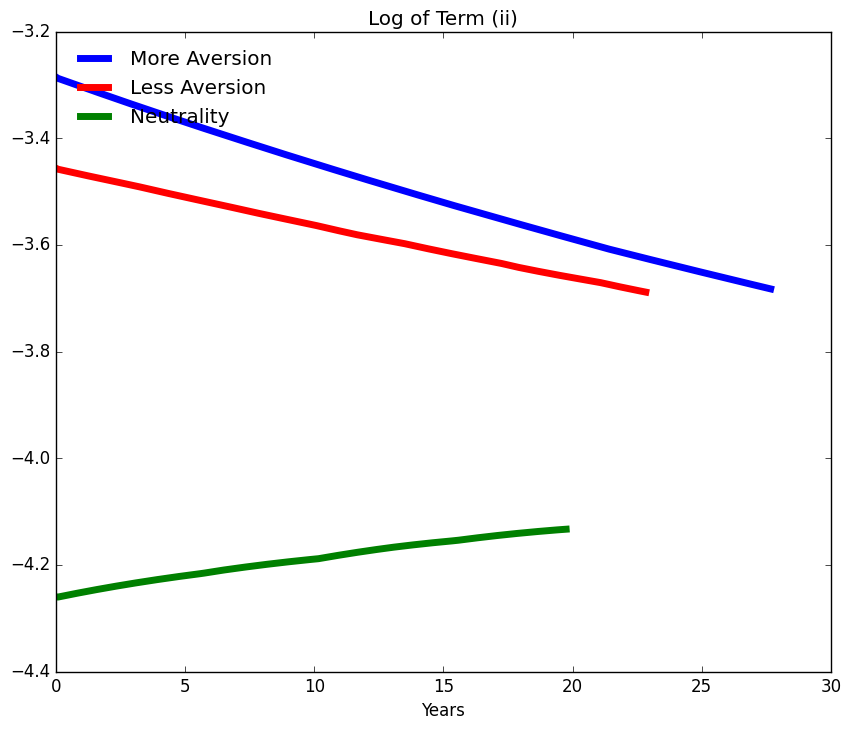 Log of Term (ii)
−3.2
More Aversion
Less Aversion
Neutrality
−3.4
−3.6
−3.8
−4.0
−4.2
−4.4
0 5 10 15 20 25 30
Years